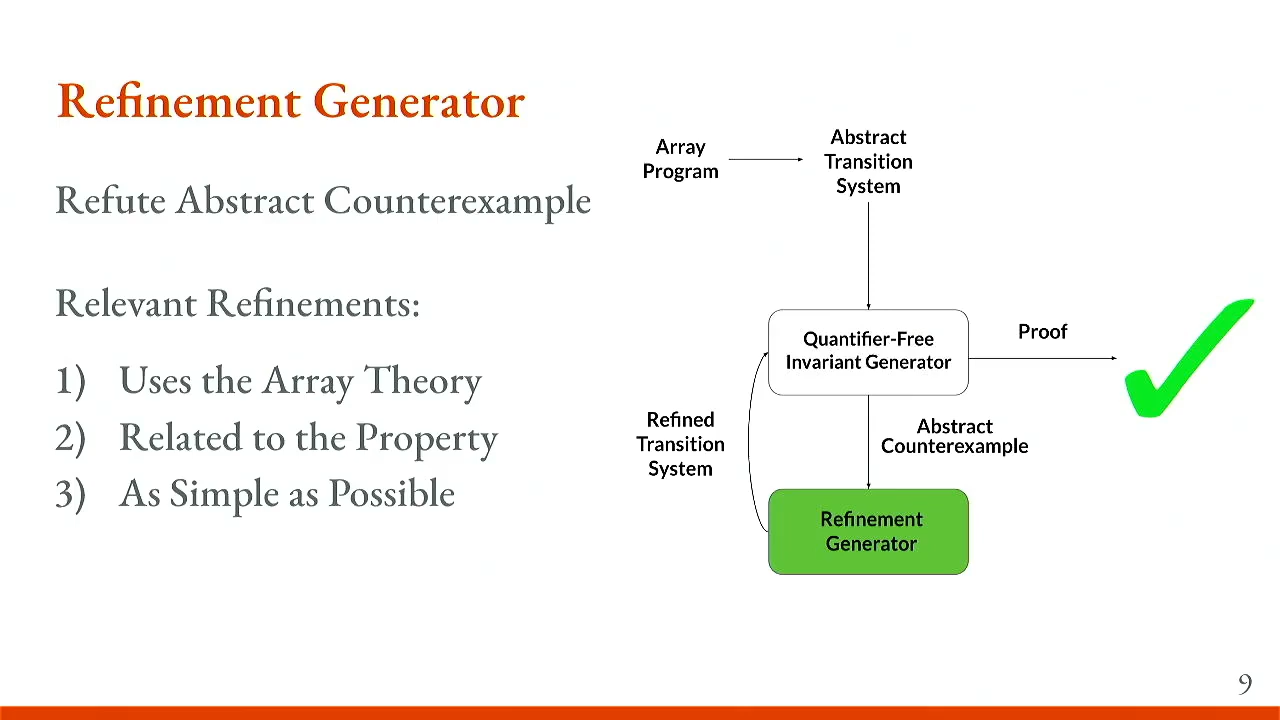 Refinement Generator
Refute Abstract Counterexample
Relevant Refinements:
1) Uses the Array Theory
2) Related to the Property
3) As Simple as Possible
Array
Program
Abstract
Transition
System
Quantifier-Free
Invariant Generator
Proof
Refined
Transition
System
Abstract
Counterexample
Refinement
Generator
9